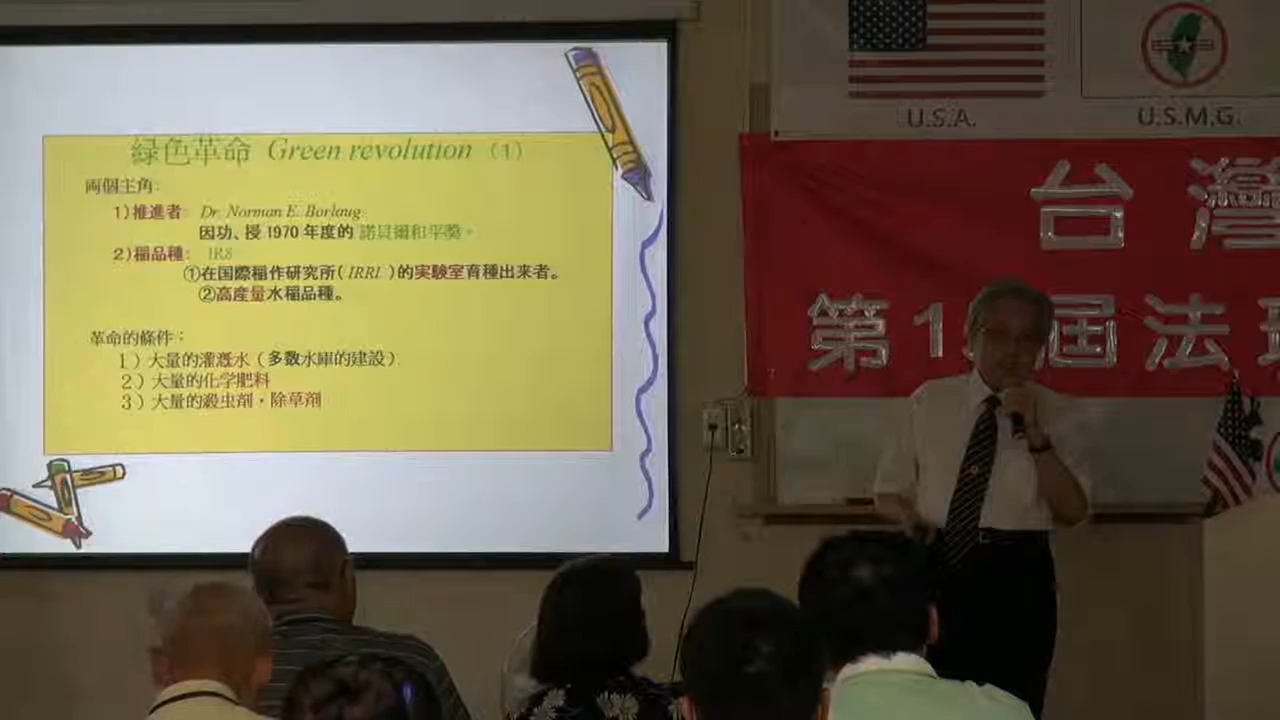 緑色革命 Green revolution (1)
両個主角:
1)推進者: Dr. Norman E. Borlaug
因功、授 1970 年度的 諾貝爾和平獎。
2)稲品種: IR8
①在国際稲作研究所( IRRI )的実験室育種出来者。
②高産量水稲品種。
革命的條件:
1）大量的灌漑水（多数水庫的建設）
2）大量的化学肥料
3）大量的殺虫剤・除草剤
U.S.A.
U.S.M.G.
台灣
第1 屆法